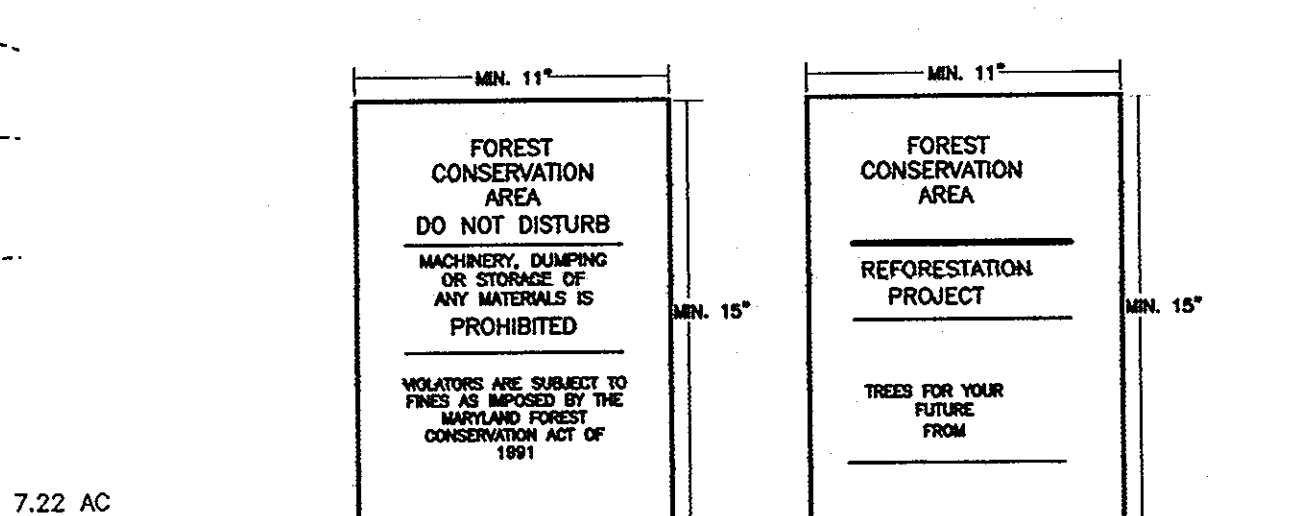 MIN. 11"
FOREST
CONSERVATION
AREA
DO NOT DISTURB
MACHINERY, DUMPING
OR STORAGE OF
ANY MATERIALS IS
PROHIBITED
VIOLATORS ARE SUBJECT TO
FINES AS IMPOSED BY THE
MARYLAND FOREST
CONSERVATION ACT OF
1991
MIN. 15"
MIN. 11"
FOREST
CONSERVATION
AREA
REFORESTATION
PROJECT
TREES FOR YOUR
FUTURE
FROM
MIN. 15"
7.22 AC